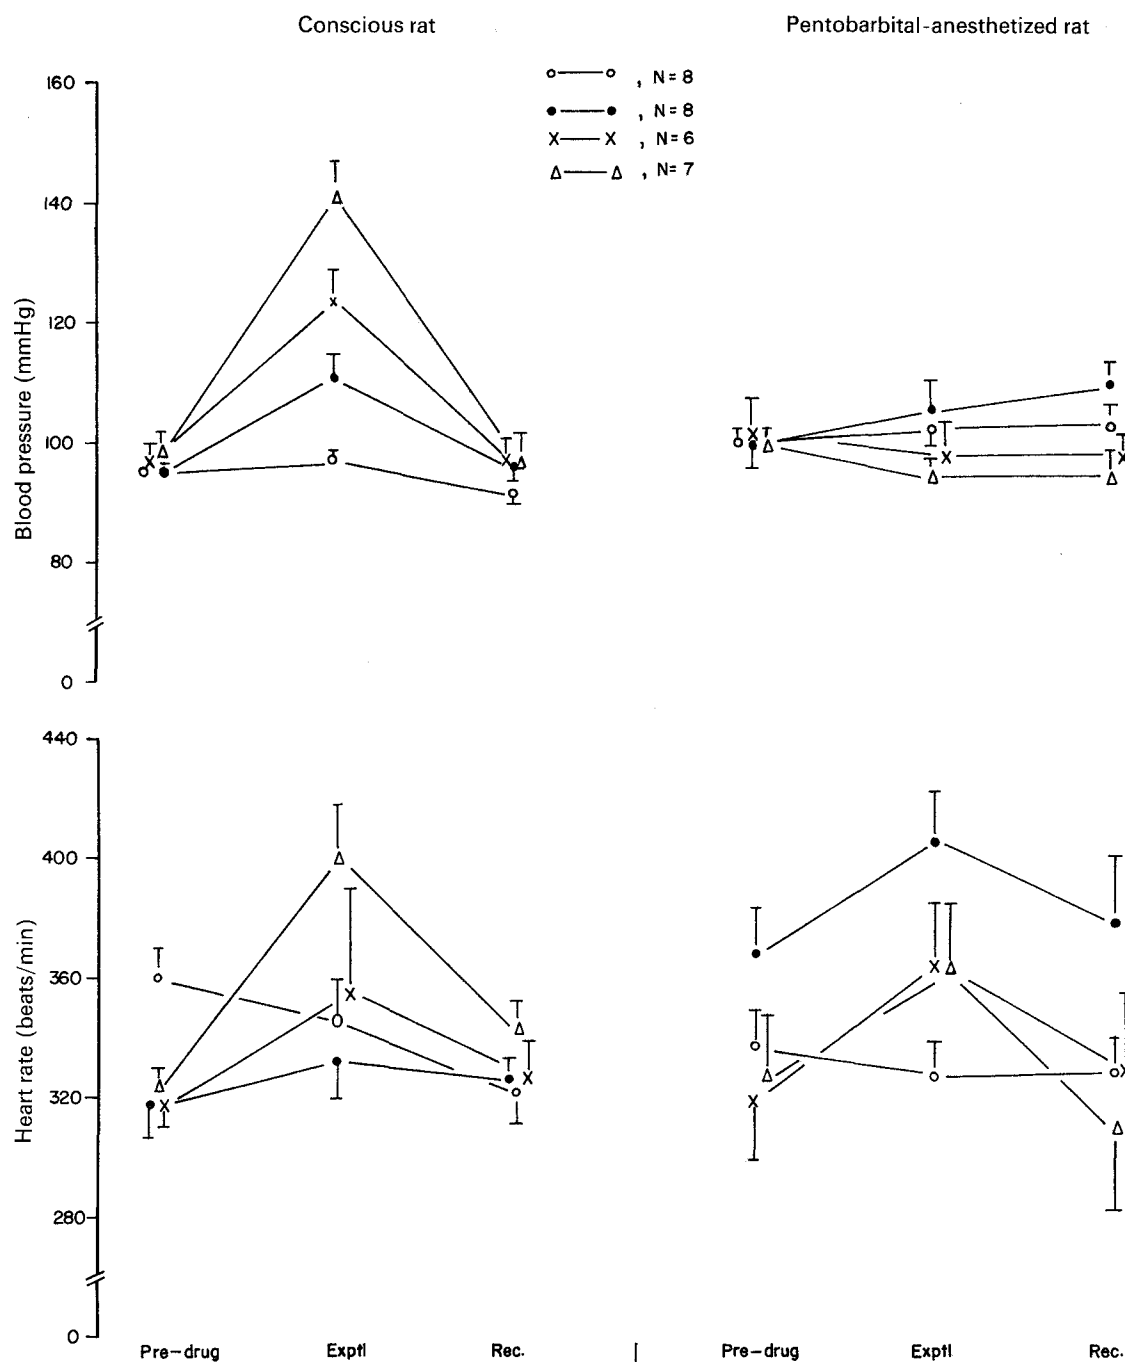 Conscious rat
Pentobarbital-anesthetized rat
, N=8
, N=8
, N=6
, N=7
Blood pressure (mmHg)
160
140
120
100
80
0
Heart rate (beats/min)
440
400
360
320
280
0
Pre-drug
Exptl
Rec.
Pre-drug
Exptl
Rec.